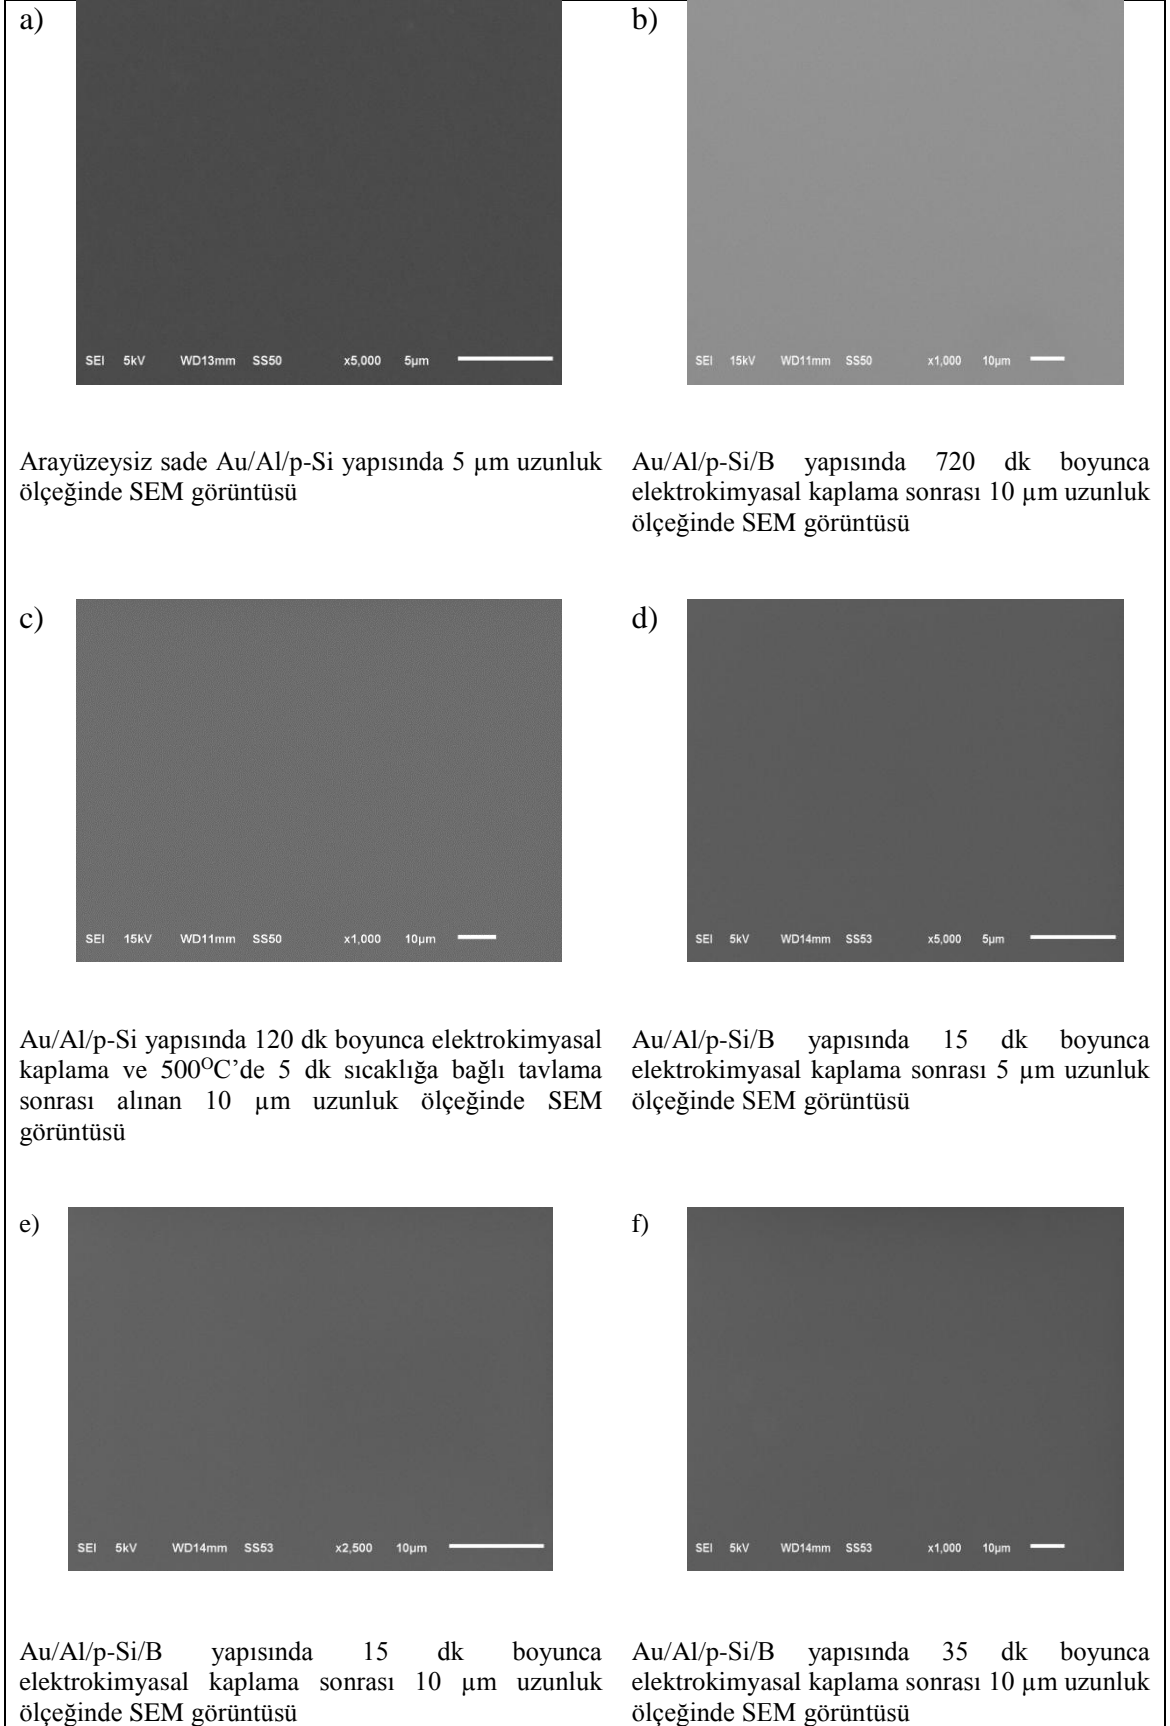 a)
SEI 5kV WD13mm SS50 x5,000 5µm
Arayüzeysiz sade Au/Al/p-Si yapısında 5 µm uzunluk
ölçeğinde SEM görüntüsü
b)
SEI 15kV WD11mm SS50 x1,000 10µm
Au/Al/p-Si/B yapısında 720 dk boyunca
elektrokimyasal kaplama sonrası 10 µm uzunluk
ölçeğinde SEM görüntüsü
c)
SEI 15kV WD11mm SS50 x1,000 10µm
Au/Al/p-Si yapısında 120 dk boyunca elektrokimyasal
kaplama ve 500ᴼC’de 5 dk sıcaklığa bağlı tavlama
sonrası alınan 10 µm uzunluk ölçeğinde SEM
görüntüsü
d)
SEI 5kV WD14mm SS53 x5,000 5µm
Au/Al/p-Si/B yapısında 15 dk boyunca
elektrokimyasal kaplama sonrası 5 µm uzunluk
ölçeğinde SEM görüntüsü
e)
SEI 5kV WD14mm SS53 x2,500 10µm
Au/Al/p-Si/B yapısında 15 dk boyunca
elektrokimyasal kaplama sonrası 10 µm uzunluk
ölçeğinde SEM görüntüsü
f)
SEI 5kV WD14mm SS53 x1,000 10µm
Au/Al/p-Si/B yapısında 35 dk boyunca
elektrokimyasal kaplama sonrası 10 µm uzunluk
ölçeğinde SEM görüntüsü